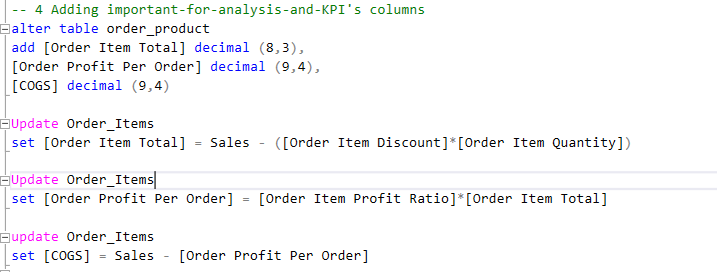 -- 4 Adding important-for-analysis-and-KPI's columns
alter table order_product
add [Order Item Total] decimal (8,3),
[Order Profit Per Order] decimal (9,4),
[COGS] decimal (9,4)
Update Order_Items
set [Order Item Total] = Sales - ([Order Item Discount]*[Order Item Quantity])
Update Order_Items
set [Order Profit Per Order] = [Order Item Profit Ratio]*[Order Item Total]
update Order_Items
set [COGS] = Sales - [Order Profit Per Order]